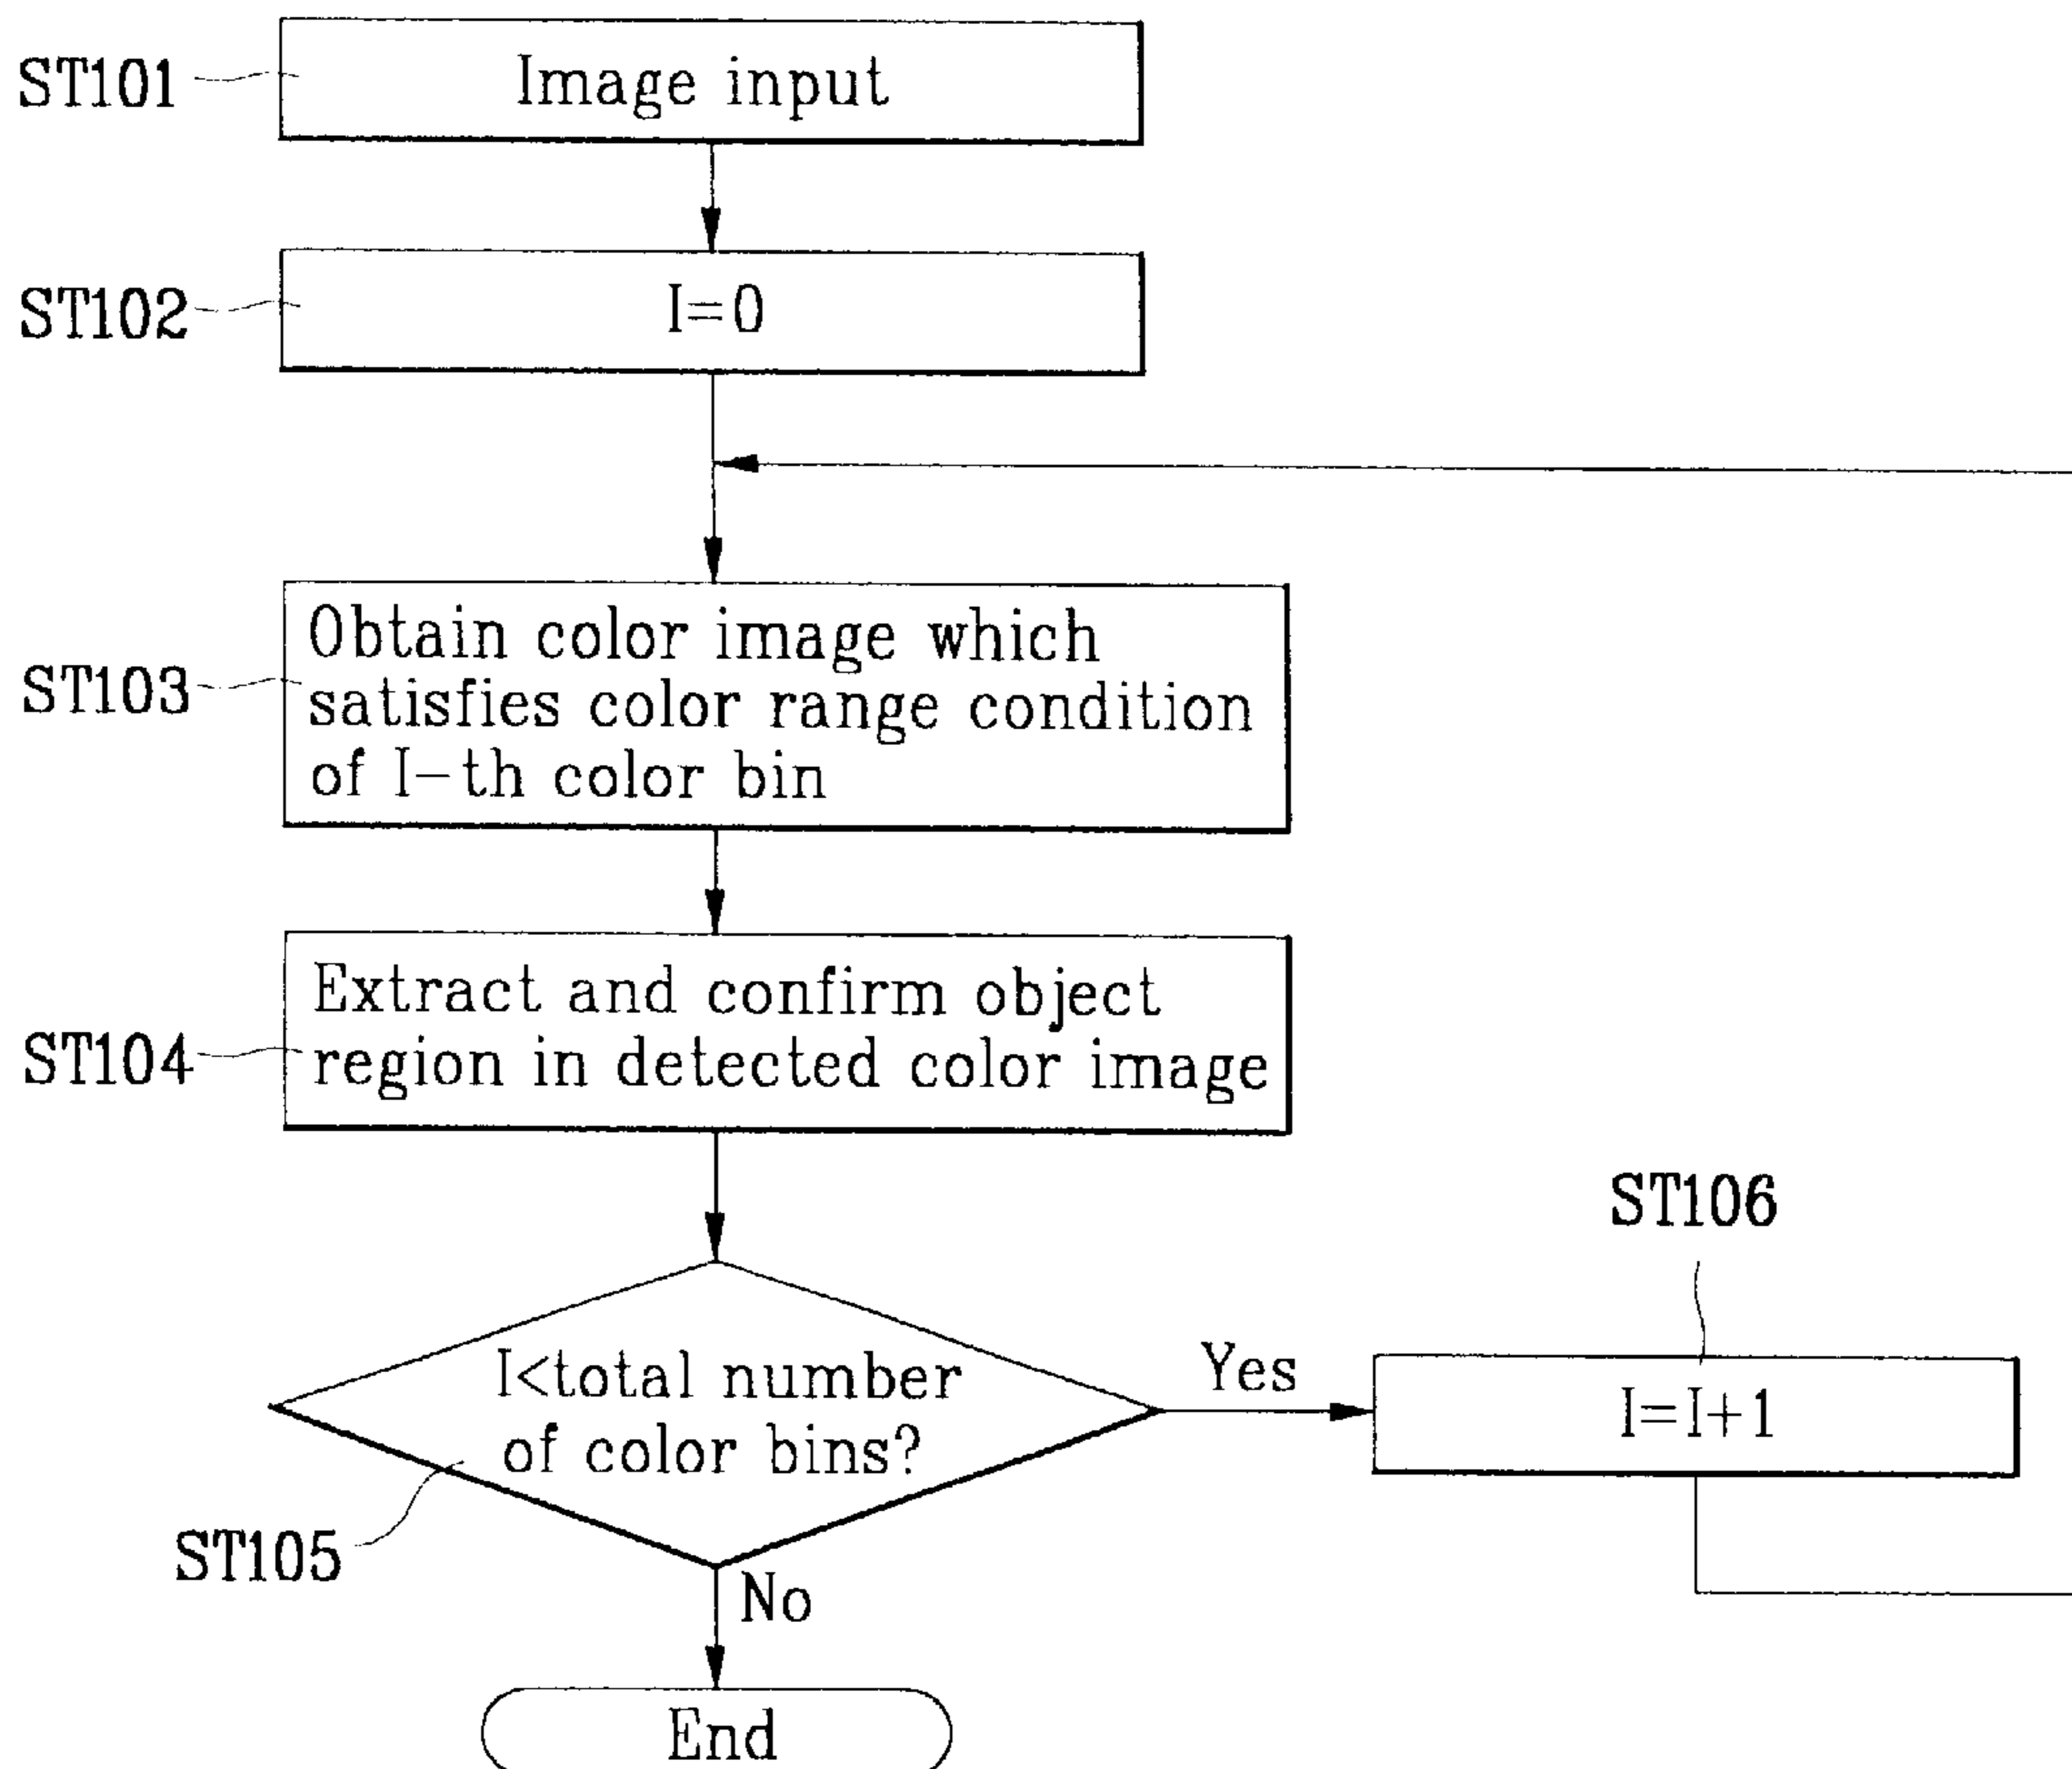 ST101
Image input
ST102
I=0
ST103
Obtain color image which
satisfies color range condition
of I-th color bin
ST104
Extract and confirm object
region in detected color image
ST105
I<total number
of color bins?
Yes
ST106
I=I+1
No
End